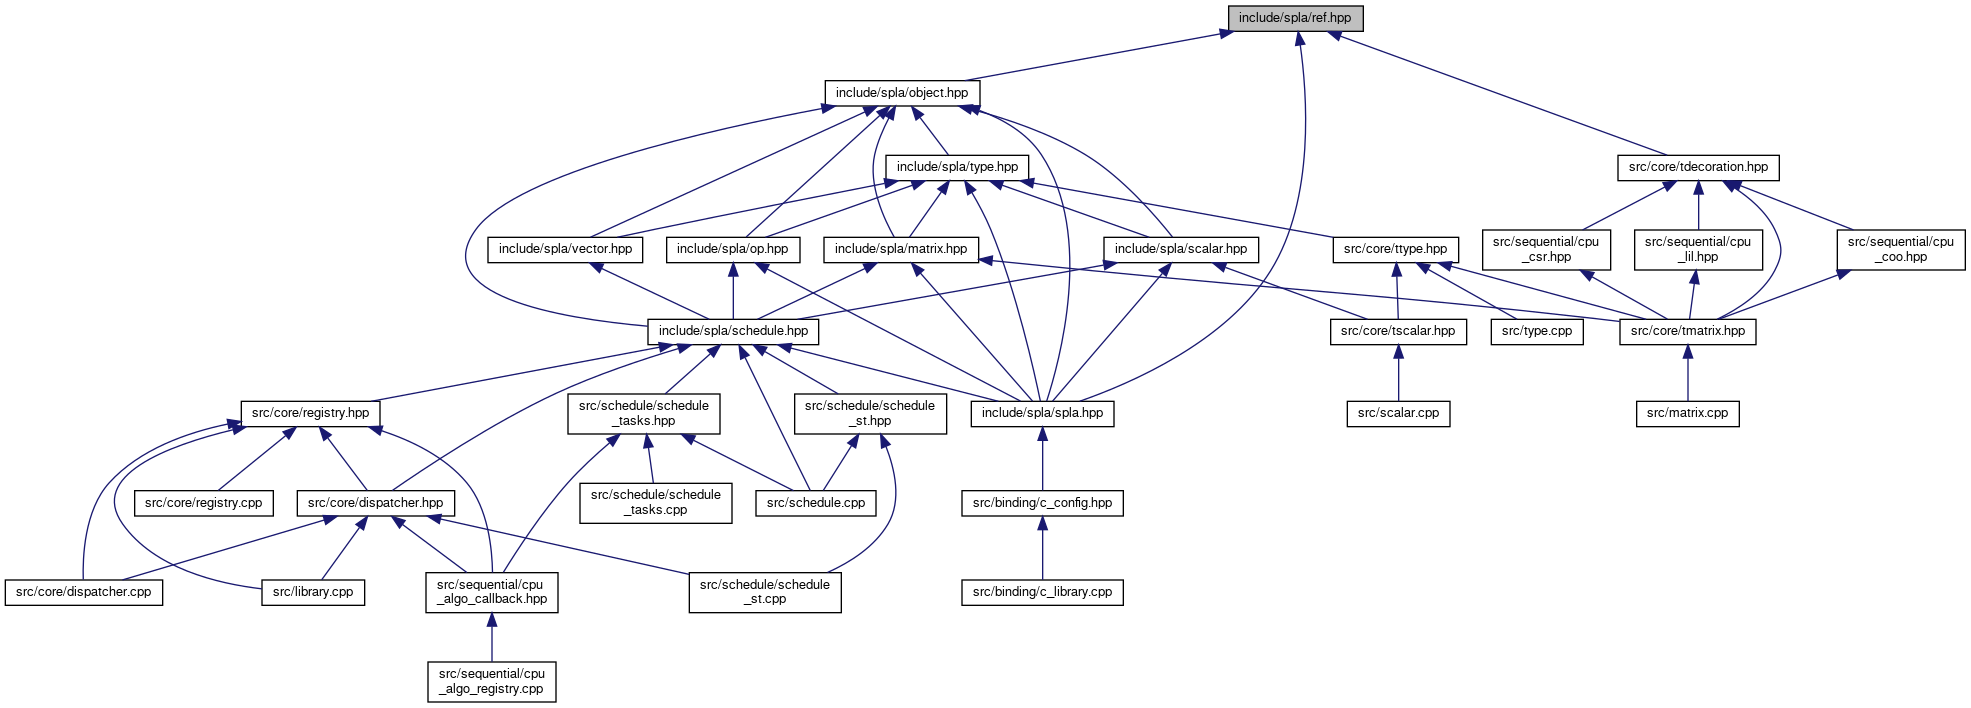 include/spla/ref.hpp
include/spla/object.hpp
include/spla/type.hpp
src/core/tdecoration.hpp
include/spla/vector.hpp
include/spla/op.hpp
include/spla/matrix.hpp
include/spla/scalar.hpp
src/core/ttype.hpp
src/sequential/cpu
_csr.hpp
src/sequential/cpu
_lil.hpp
src/sequential/cpu
_coo.hpp
include/spla/schedule.hpp
src/core/tscalar.hpp
src/type.cpp
src/core/tmatrix.hpp
src/core/registry.hpp
src/schedule/schedule
_tasks.hpp
src/schedule/schedule
_st.hpp
include/spla/spla.hpp
src/scalar.cpp
src/matrix.cpp
src/core/registry.cpp
src/core/dispatcher.hpp
src/schedule/schedule
_tasks.cpp
src/schedule.cpp
src/binding/c_config.hpp
src/core/dispatcher.cpp
src/library.cpp
src/sequential/cpu
_algo_callback.hpp
src/schedule/schedule
_st.cpp
src/binding/c_library.cpp
src/sequential/cpu
_algo_registry.cpp